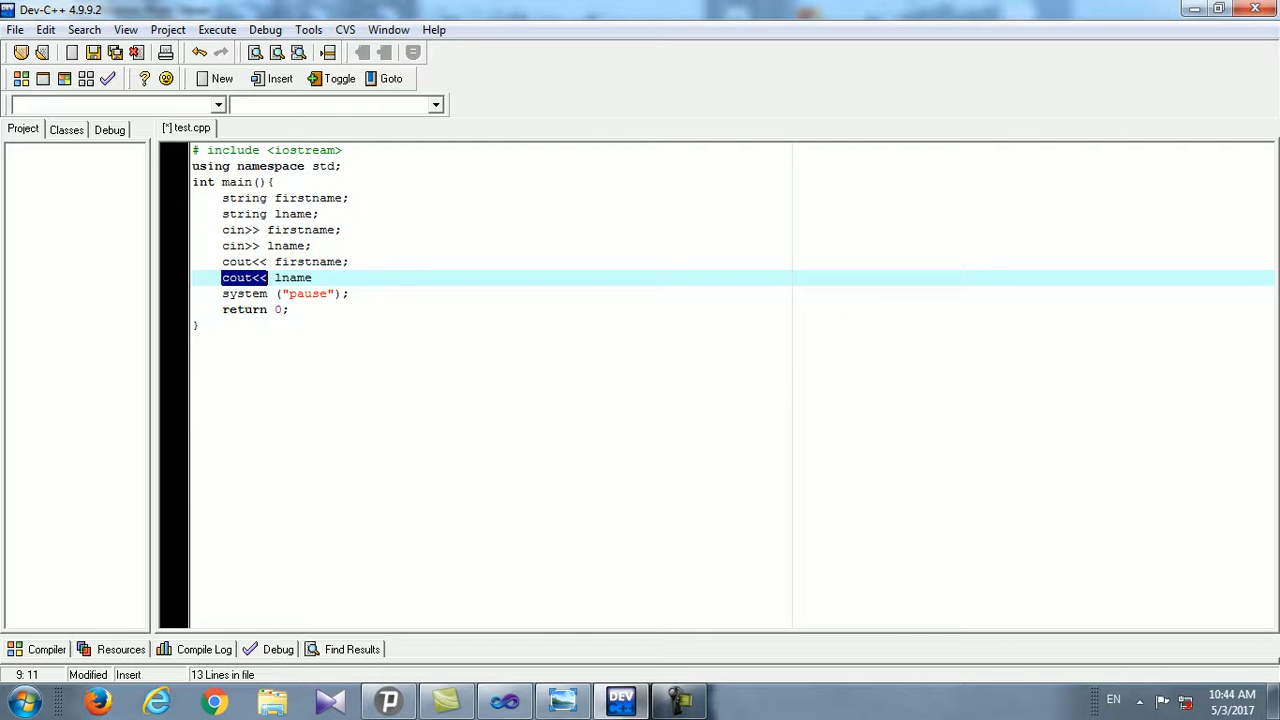 Dev-C++ 4.9.9.2
File Edit Search View Project Execute Debug Tools CVS Window Help
New Insert Toggle Goto
Project Classes Debug [*] test.cpp
# include <iostream>
using namespace std;
int main(){
string firstname;
string lname;
cin>> firstname;
cin>> lname;
cout<< firstname;
cout<< lname
system ("pause");
return 0;
}
Compiler Resources Compile Log Debug Find Results
9: 11 Modified Insert 13 Lines in file
DEV C++ EN 10:44 AM
5/3/2017